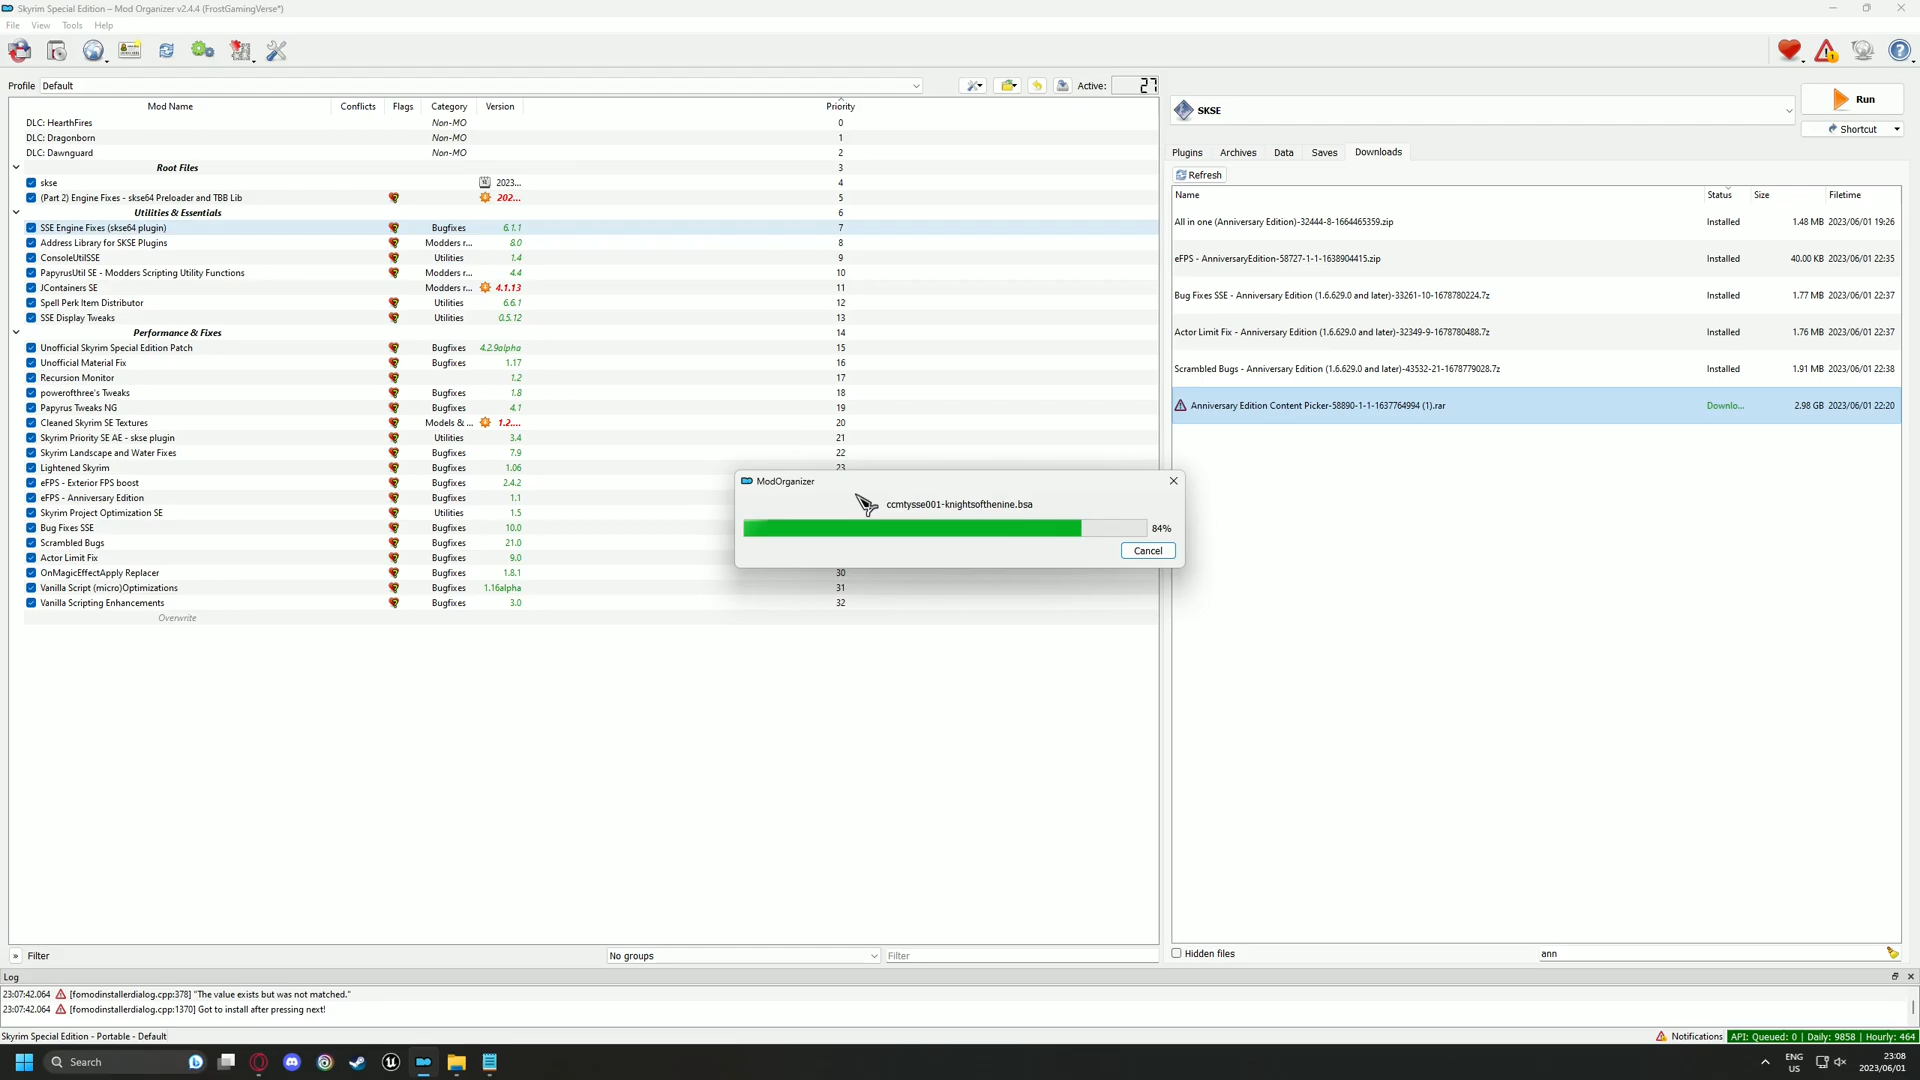 Skyrim Special Edition – Mod Organizer v2.4.4 (FrostGamingVerse*)
File View Tools Help
Profile Default Active: 27
Mod Name Conflicts Flags Category Version Priority
DLC: HearthFires Non-MO 0
DLC: Dragonborn Non-MO 1
DLC: Dawnguard Non-MO 2
Root Files 3
skse 2023... 4
(Part 2) Engine Fixes - skse64 Preloader and TBB Lib 202... 5
Utilities & Essentials 6
SSE Engine Fixes (skse64 plugin) Bugfixes 6.1.1 7
Address Library for SKSE Plugins Modders r... 8.0 8
ConsoleUtilSSE Utilities 1.4 9
PapyrusUtil SE - Modders Scripting Utility Functions Modders r... 4.4 10
JContainers SE Modders r... 4.1.13 11
Spell Perk Item Distributor Utilities 6.6.1 12
SSE Display Tweaks Utilities 0.5.12 13
Performance & Fixes 14
Unofficial Skyrim Special Edition Patch Bugfixes 4.2.9alpha 15
Unofficial Material Fix Bugfixes 1.17 16
Recursion Monitor 1.2 17
powerofthree's Tweaks Bugfixes 1.8 18
Papyrus Tweaks NG Bugfixes 4.1 19
Cleaned Skyrim SE Textures Models & ... 1.2.... 20
Skyrim Priority SE AE - skse plugin Utilities 3.4 21
Skyrim Landscape and Water Fixes Bugfixes 7.9 22
Lightened Skyrim Bugfixes 1.06 23
eFPS - Exterior FPS boost Bugfixes 2.4.2
eFPS - Anniversary Edition Bugfixes 1.1
Skyrim Project Optimization SE Utilities 1.5
Bug Fixes SSE Bugfixes 10.0
Scrambled Bugs Bugfixes 21.0
Actor Limit Fix Bugfixes 9.0
OnMagicEffectApply Replacer Bugfixes 1.8.1 30
Vanilla Script (micro)Optimizations Bugfixes 1.16alpha 31
Vanilla Scripting Enhancements Bugfixes 3.0 32
Overwrite
» Filter No groups Filter
SKSE Run
Shortcut
Plugins Archives Data Saves Downloads
Refresh
Name Status Size Filetime
All in one (Anniversary Edition)-32444-8-1664465359.zip Installed 1.48 MB 2023/06/01 19:26
eFPS - AnniversaryEdition-58727-1-1-1638904415.zip Installed 40.00 KB 2023/06/01 22:35
Bug Fixes SSE - Anniversary Edition (1.6.629.0 and later)-33261-10-1678780224.7z Installed 1.77 MB 2023/06/01 22:37
Actor Limit Fix - Anniversary Edition (1.6.629.0 and later)-32349-9-1678780488.7z Installed 1.76 MB 2023/06/01 22:37
Scrambled Bugs - Anniversary Edition (1.6.629.0 and later)-43532-21-1678779028.7z Installed 1.91 MB 2023/06/01 22:38
Anniversary Edition Content Picker-58890-1-1-1637764994 (1).rar Downlo... 2.98 GB 2023/06/01 22:20
Hidden files ann
ModOrganizer
ccmtysse001-knightsofthenine.bsa
84%
Cancel
Log
23:07:42.064 [fomodinstallerdialog.cpp:378] "The value exists but was not matched."
23:07:42.064 [fomodinstallerdialog.cpp:1370] Got to install after pressing next!
Skyrim Special Edition - Portable - Default Notifications API: Queued: 0 | Daily: 9858 | Hourly: 464
Search ENG US 23:08 2023/06/01